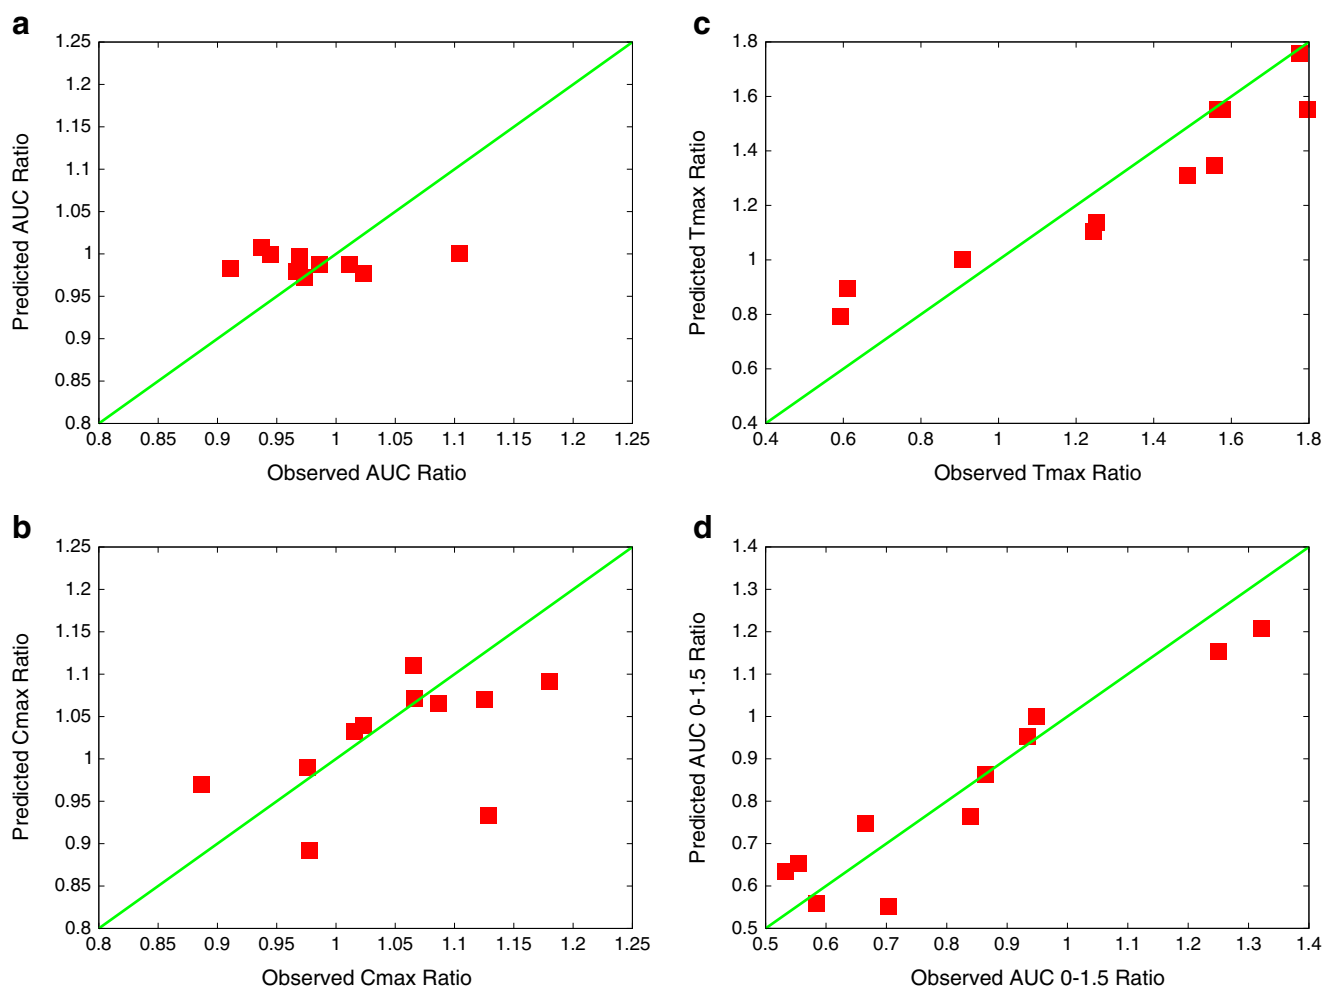 a
1.25
1.2
1.15
1.1
1.05
1
0.95
0.9
0.85
0.8
Predicted AUC Ratio
0.8 0.85 0.9 0.95 1 1.05 1.1 1.15 1.2 1.25
Observed AUC Ratio
c
1.8
1.6
1.4
1.2
1
0.8
0.6
0.4
Predicted Tmax Ratio
0.4 0.6 0.8 1 1.2 1.4 1.6 1.8
Observed Tmax Ratio
b
1.25
1.2
1.15
1.1
1.05
1
0.95
0.9
0.85
0.8
Predicted Cmax Ratio
0.8 0.85 0.9 0.95 1 1.05 1.1 1.15 1.2 1.25
Observed Cmax Ratio
d
1.4
1.3
1.2
1.1
1
0.9
0.8
0.7
0.6
0.5
Predicted AUC 0-1.5 Ratio
0.5 0.6 0.7 0.8 0.9 1 1.1 1.2 1.3 1.4
Observed AUC 0-1.5 Ratio